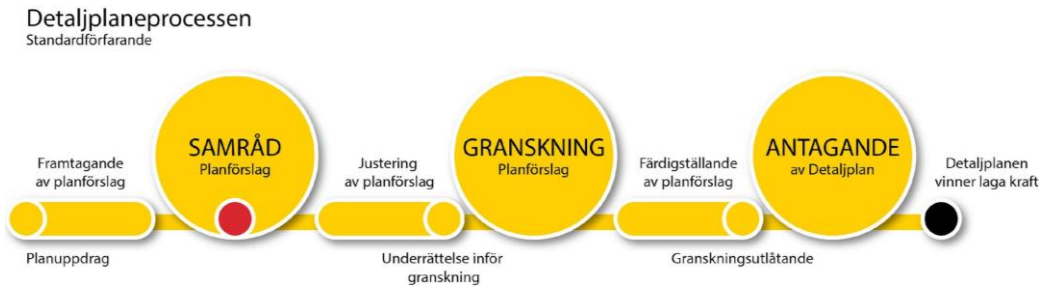 Detaljplaneprocessen
Standardförfarande
Framtagande
av planförslag
SAMRÅD
Planförslag
Justering
av planförslag
GRANSKNING
Planförslag
Färdigställande
av planförslag
ANTAGANDE
av Detaljplan
Detaljplanen
vinner laga kraft
Planuppdrag
Underrättelse inför
granskning
Granskningsutlåtande